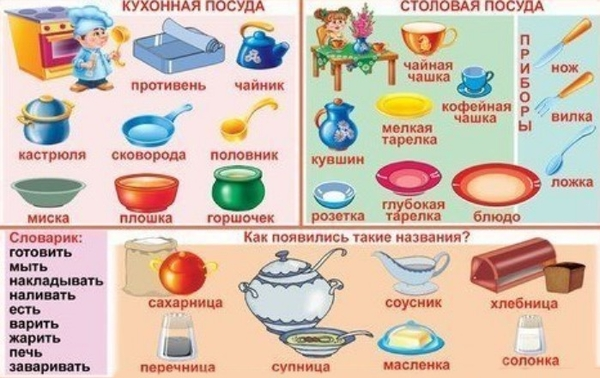 КУХОННАЯ ПОСУДА
противень
чайник
кастрюля
сковорода
половник
миска
плошка
горшочек
СТОЛОВАЯ ПОСУДА
чайная
чашка
кофейная
чашка
мелкая
тарелка
кувшин
розетка
глубокая
тарелка
блюдо
ПРИБОРЫ
нож
вилка
ложка
Словарик:
готовить
мыть
накладывать
наливать
есть
варить
жарить
печь
заваривать
Как появились такие названия?
сахарница
соусник
хлебница
перечница
супница
масленка
солонка